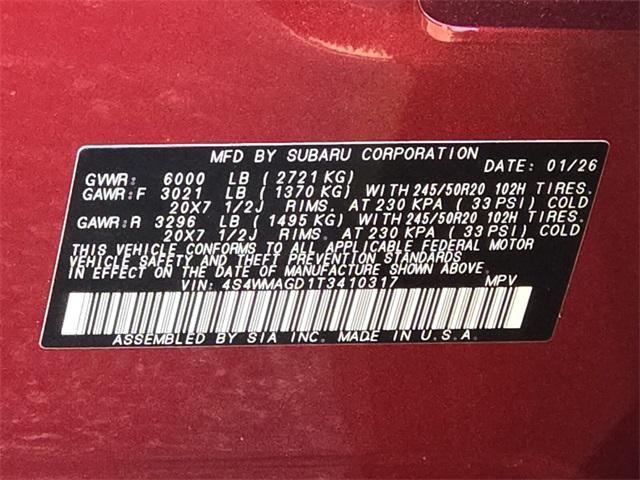 MFD BY SUBARU CORPORATION DATE: 01/26
GVWR: 6000 LB ( 2721 KG)
GAWR:F 3021 LB ( 1370 KG) WITH 245/50R20 102H TIRES.
20X7 1/2J RIMS. AT 230 KPA ( 33 PSI) COLD
GAWR:R 3296 LB ( 1495 KG) WITH 245/50R20 102H TIRES.
20X7 1/2J RIMS. AT 230 KPA ( 33 PSI) COLD
THIS VEHICLE CONFORMS TO ALL APPLICABLE FEDERAL MOTOR
VEHICLE SAFETY AND THEFT PREVENTION STANDARDS
IN EFFECT ON THE DATE OF MANUFACTURE SHOWN ABOVE.
VIN: 4S4WMAGD1T3410317 MPV
ASSEMBLED BY SIA INC. MADE IN U.S.A.